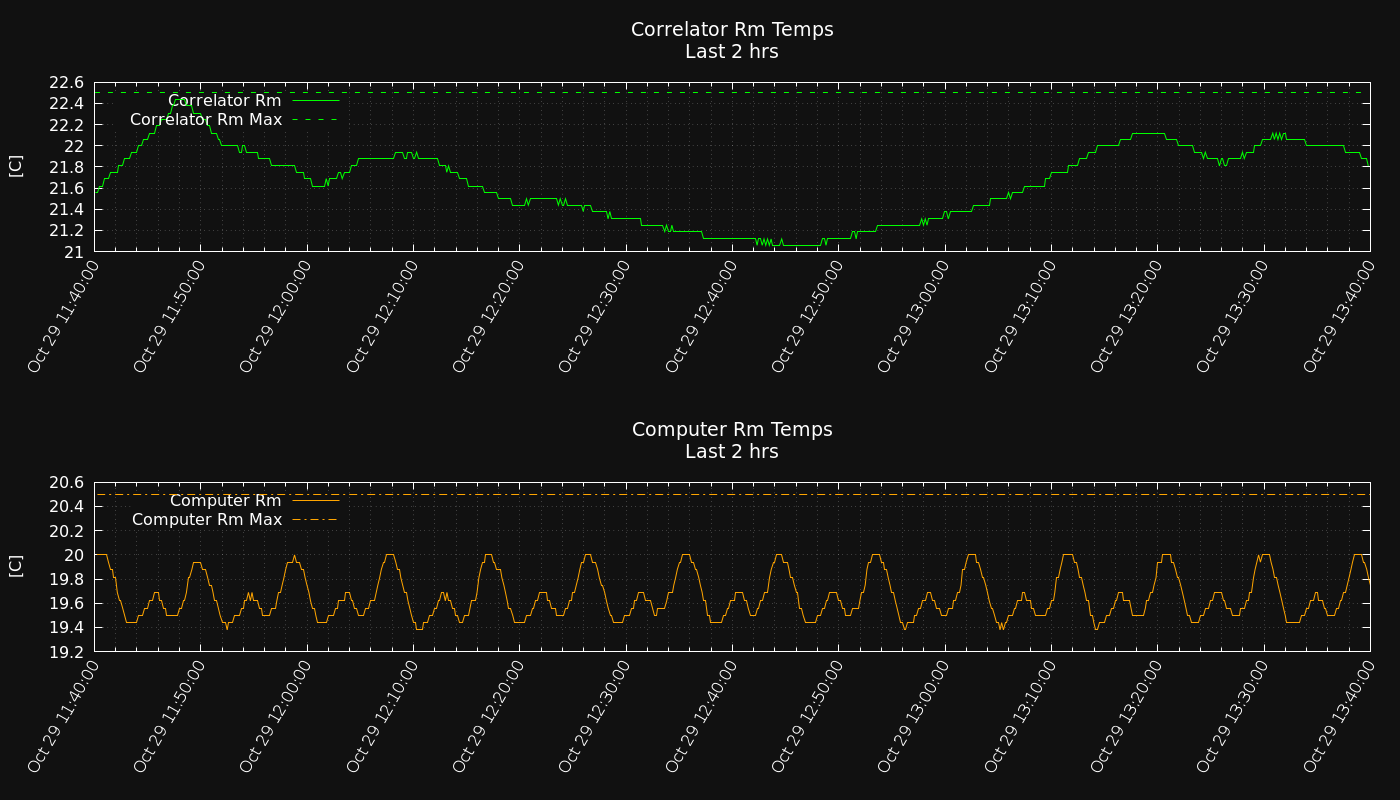 Correlator Rm Temps
Last 2 hrs
[C]
22.6
22.4
22.2
22
21.8
21.6
21.4
21.2
21
Correlator Rm
Correlator Rm Max
Oct 29 11:40:00
Oct 29 11:50:00
Oct 29 12:00:00
Oct 29 12:10:00
Oct 29 12:20:00
Oct 29 12:30:00
Oct 29 12:40:00
Oct 29 12:50:00
Oct 29 13:00:00
Oct 29 13:10:00
Oct 29 13:20:00
Oct 29 13:30:00
Oct 29 13:40:00
Computer Rm Temps
Last 2 hrs
[C]
20.6
20.4
20.2
20
19.8
19.6
19.4
19.2
Computer Rm
Computer Rm Max
Oct 29 11:40:00
Oct 29 11:50:00
Oct 29 12:00:00
Oct 29 12:10:00
Oct 29 12:20:00
Oct 29 12:30:00
Oct 29 12:40:00
Oct 29 12:50:00
Oct 29 13:00:00
Oct 29 13:10:00
Oct 29 13:20:00
Oct 29 13:30:00
Oct 29 13:40:00